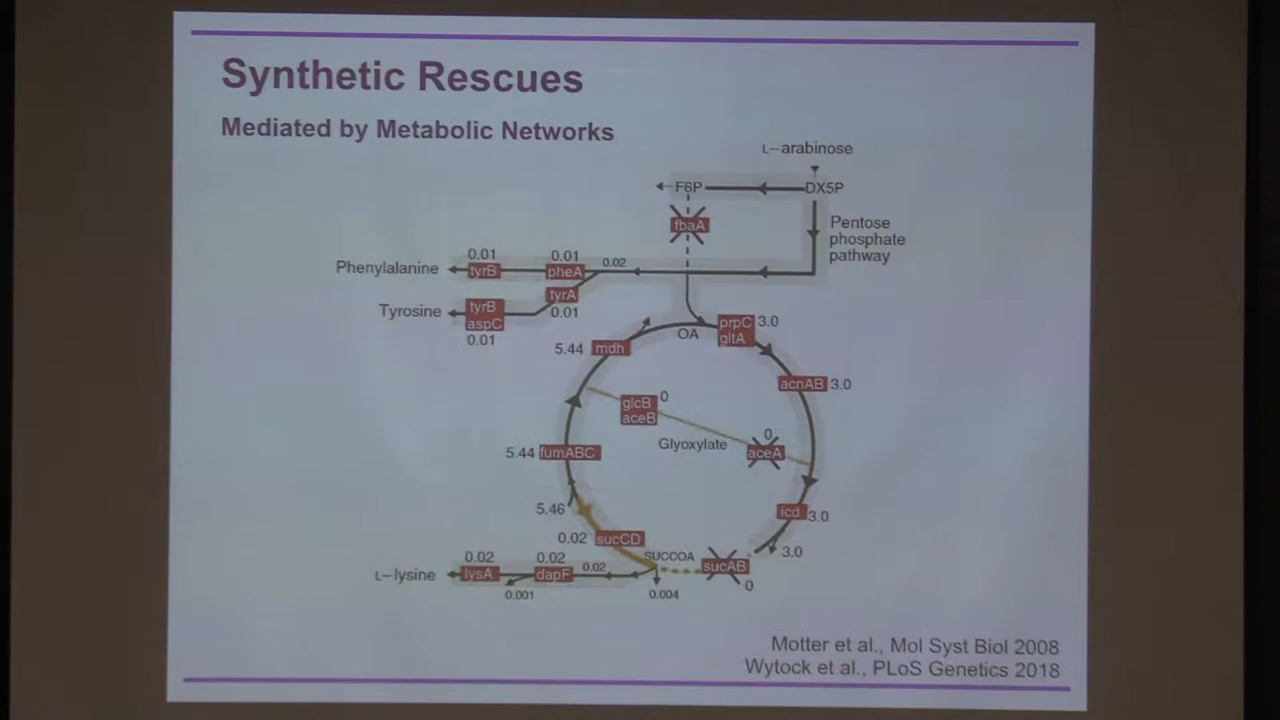 Synthetic Rescues
Mediated by Metabolic Networks
L-arabinose
F6P
DX5P
fbaA
Pentose
phosphate
pathway
0.01
0.01
0.02
Phenylalanine
tyrB
pheA
Tyrosine
tyrB
aspC
tyrA
0.01
0.01
OA
prpC
gltA
3.0
5.44
mdh
acnAB
3.0
glcB
aceB
0
Glyoxylate
0
aceA
5.44
fumABC
5.46
icd
3.0
0.02
sucCD
3.0
SUCCOA
sucAB
0
L-lysine
0.02
lysA
0.02
dapF
0.02
0.001
0.004
Motter et al., Mol Syst Biol 2008
Wytock et al., PLoS Genetics 2018